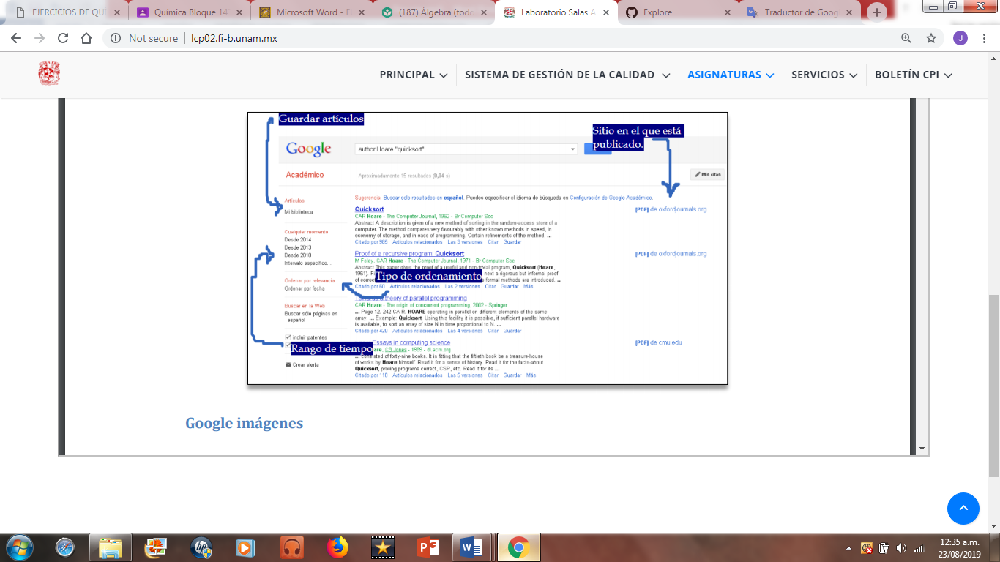 EJERCICIOS DE QU
Química Bloque 14
Microsoft Word - F
(187) Álgebra (tod
Laboratorio Salas A
Explore
Traductor de Goog
Not secure | lcp02.fi-b.unam.mx
J
PRINCIPAL
SISTEMA DE GESTIÓN DE LA CALIDAD
ASIGNATURAS
SERVICIOS
BOLETÍN CPI
Guardar artículos
Sitio en el que está
publicado.
Google
author:Hoare "quicksort"
Académico
Aproximadamente 15 resultados (0,04 s)
Mis citas
Artículos
Mi biblioteca
Cualquier momento
Desde 2014
Desde 2013
Desde 2010
Intervalo específico...
Ordenar por relevancia
Ordenar por fecha
Buscar en la Web
Buscar sólo páginas en
español
incluir patentes
Rango de tiempo
Crear alerta
Sugerencia: Buscar solo resultados en español. Puedes especificar el idioma de búsqueda en Configuración de Google Académico..
Quicksort
CAR Hoare - The Computer Journal, 1962 - Br Computer Soc
Abstract A description is given of a new method of sorting in the random-access store of a
computer. The method compares very favourably with other known methods in speed, in
economy of storage, and in ease of programming. Certain refinements of the method, ...
Citado por 985 Artículos relacionados Las 3 versiones Citar Guardar
[PDF] de oxfordjournals.org
Proof of a recursive program: Quicksort
M Foley, CAR Hoare - The Computer Journal, 1971 - Br Computer Soc
Abstract This paper gives the proof of a useful and non-trivial program, Quicksort (Hoare,
1961). F next a rigorous but informal proof
of correc formal methods are introduced. ...
Tipo de ordenamiento
Citado por 60 Artículos relacionados Las 2 versiones Citar Guardar Más
[PDF] de oxfordjournals.org
Towards a theory of parallel programming
CAR Hoare - The origin of concurrent programming, 2002 - Springer
... Page 12. 242 CA R. HOARE operating in parallel on different elements of the same
array. ... Example: Quicksort. Using this facility it is possible, if sufficient parallel hardware
is available, to sort an array of size N in time proportional to N. ...
Citado por 420 Artículos relacionados Las 4 versiones Citar Guardar
Essays in computing science
are, CB Jones - 1989 - dl.acm.org
... consisted of forty-nine books. It is fitting that the fiftieth book be a treasure-house
of works by Hoare himself. Read it for a sense of history. Read it for the facts-about
Quicksort, proving programs correct, CSP, etc. Read it for its ...
Citado por 118 Artículos relacionados Las 5 versiones Citar Guardar Más
[PDF] de cmu.edu
Google imágenes
12:35 a.m.
23/08/2019